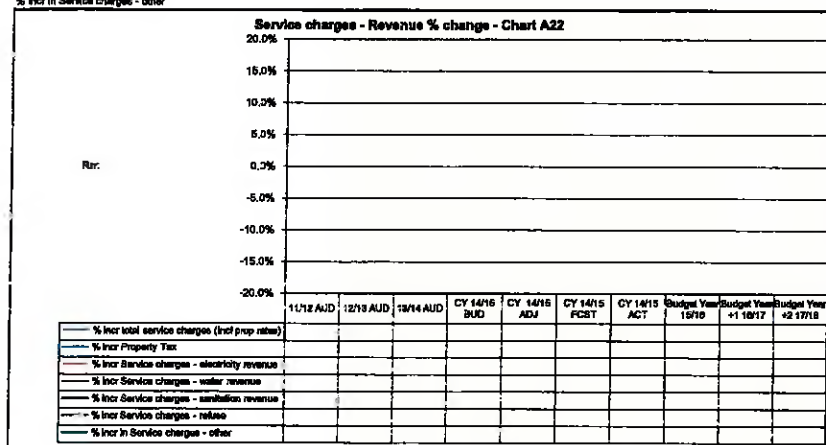 % incr in Service charges - other
Service charges - Revenue % change - Chart A22
20.0%
15.0%
10.0%
5.0%
0.0%
-5.0%
-10.0%
-15.0%
-20.0%
11/12 AUD 12/13 AUD 13/14 AUD CY 14/15 BUD CY 14/15 ADJ CY 14/15 FCST CY 14/15 ACT Budget Year 15/16 Budget Year +1 16/17 Budget Year +2 17/18
% incr total service charges (incl prop rates)
% incr Property Tax
% incr Service charges - electricity revenue
% incr Service charges - water revenue
% incr Service charges - sanitation revenue
% incr Service charges - refuse
% incr in Service charges - other